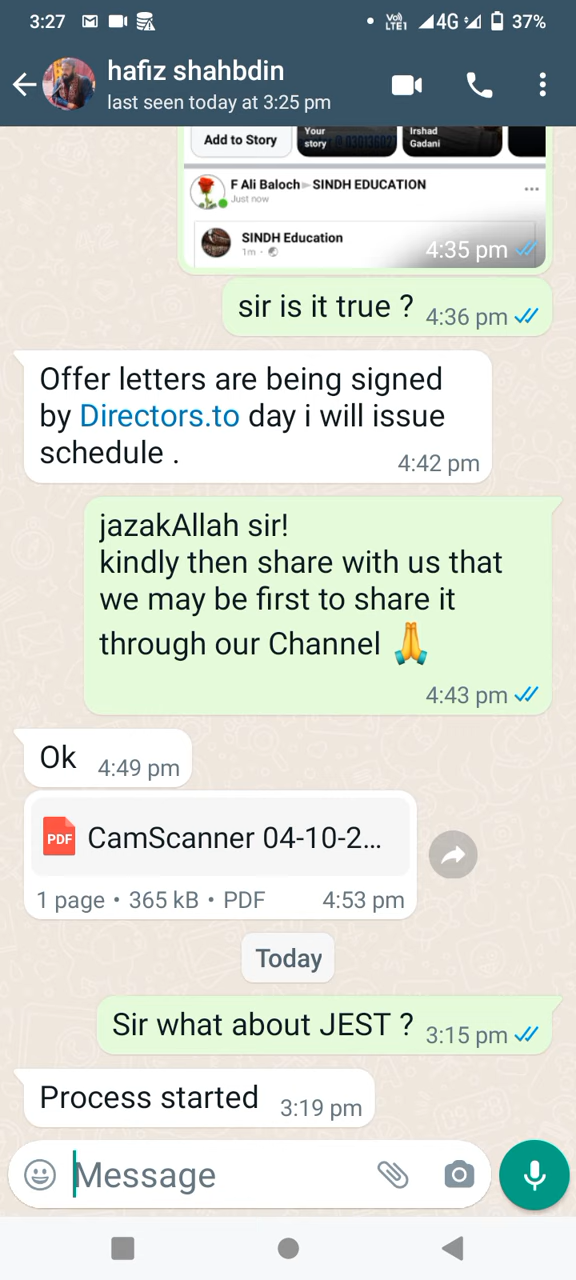 3:27
Vo) LTE1 4G 37%
hafiz shahbdin
last seen today at 3:25 pm
Add to Story
Your story
Irshad Gadani
F Ali Baloch ▸ SINDH EDUCATION
Just now
SINDH Education
1m ·
4:35 pm
sir is it true ? 4:36 pm
Offer letters are being signed
by Directors.to day i will issue
schedule .
4:42 pm
jazakAllah sir!
kindly then share with us that
we may be first to share it
through our Channel 🙏
4:43 pm
Ok 4:49 pm
PDF CamScanner 04-10-2...
1 page • 365 kB • PDF 4:53 pm
Today
Sir what about JEST ? 3:15 pm
Process started 3:19 pm
Message